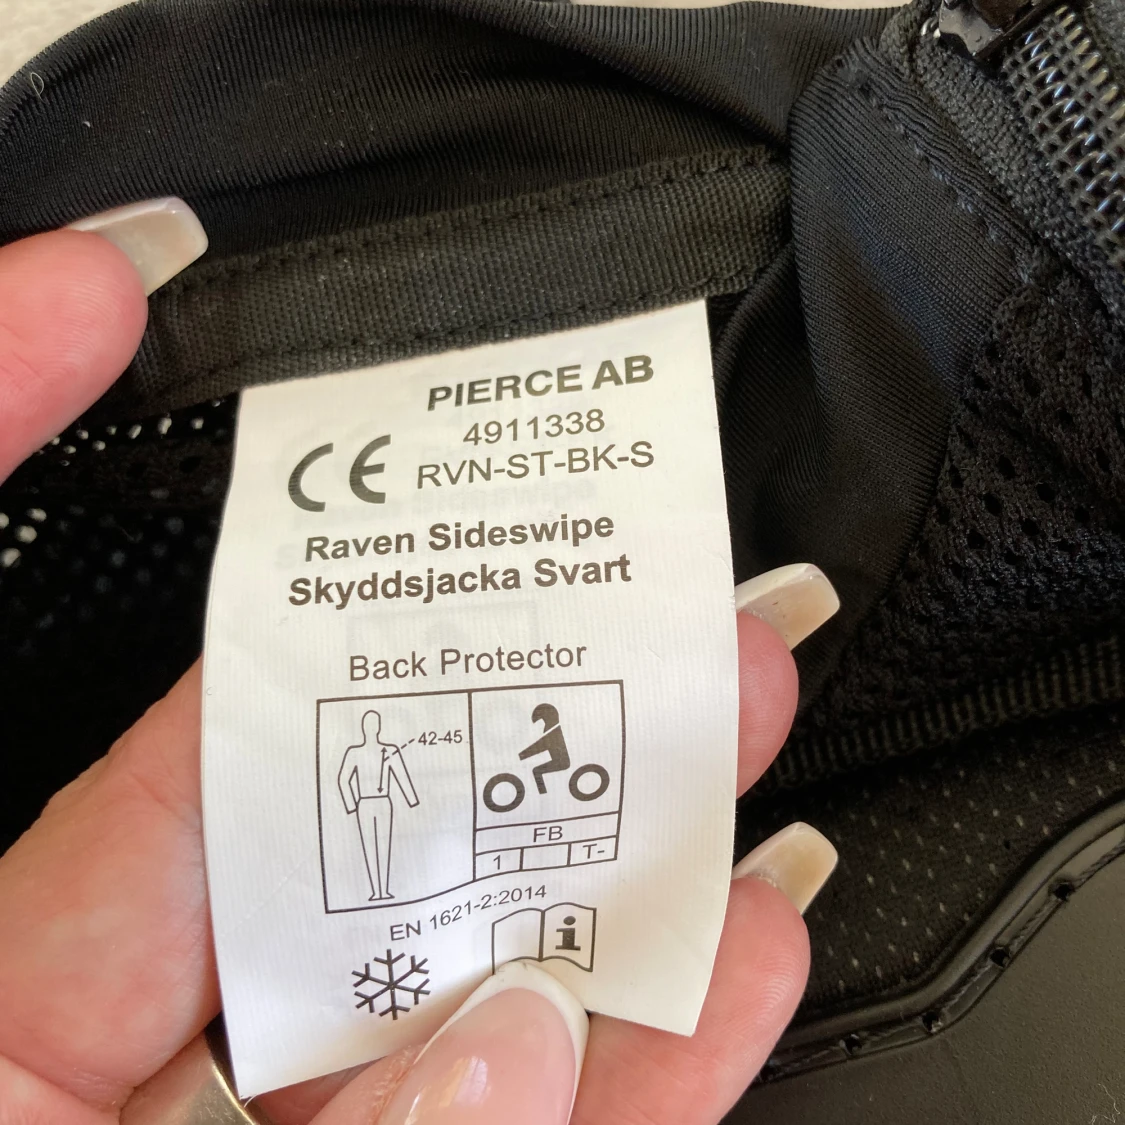 PIERCE AB
4911338
CE RVN-ST-BK-S
Raven Sideswipe
Skyddsjacka Svart
Back Protector
42-45
FB
1 T-
EN 1621-2:2014
i